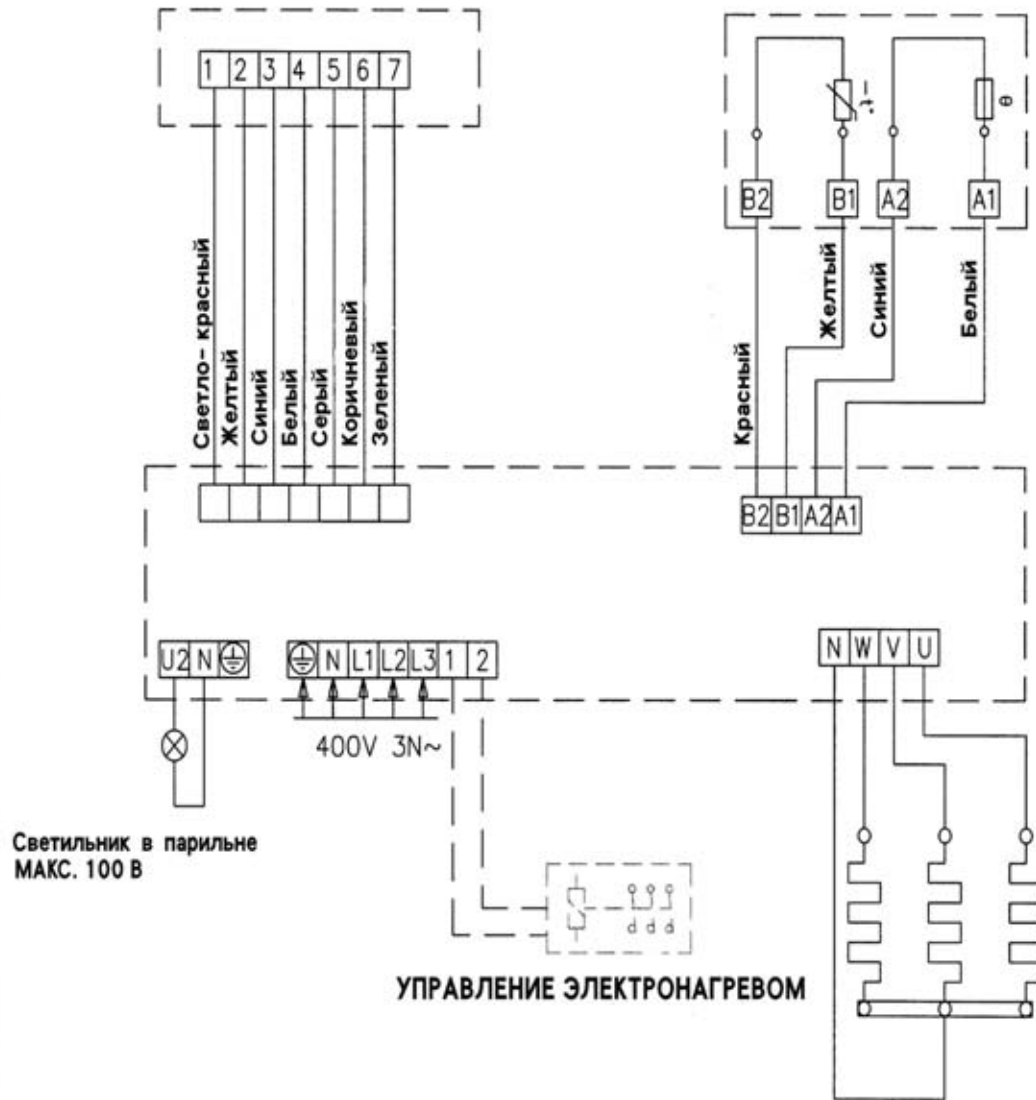 1 2 3 4 5 6 7
-t° θ
B2 B1 A2 A1
Светло- красный
Желтый
Синий
Белый
Серый
Коричневый
Зеленый
Красный
Желтый
Синий
Белый
B2 B1 A2 A1
U2 N
N L1 L2 L3 1 2
N W V U
400V 3N~
Светильник в парильне
МАКС. 100 В
УПРАВЛЕНИЕ ЭЛЕКТРОНАГРЕВОМ